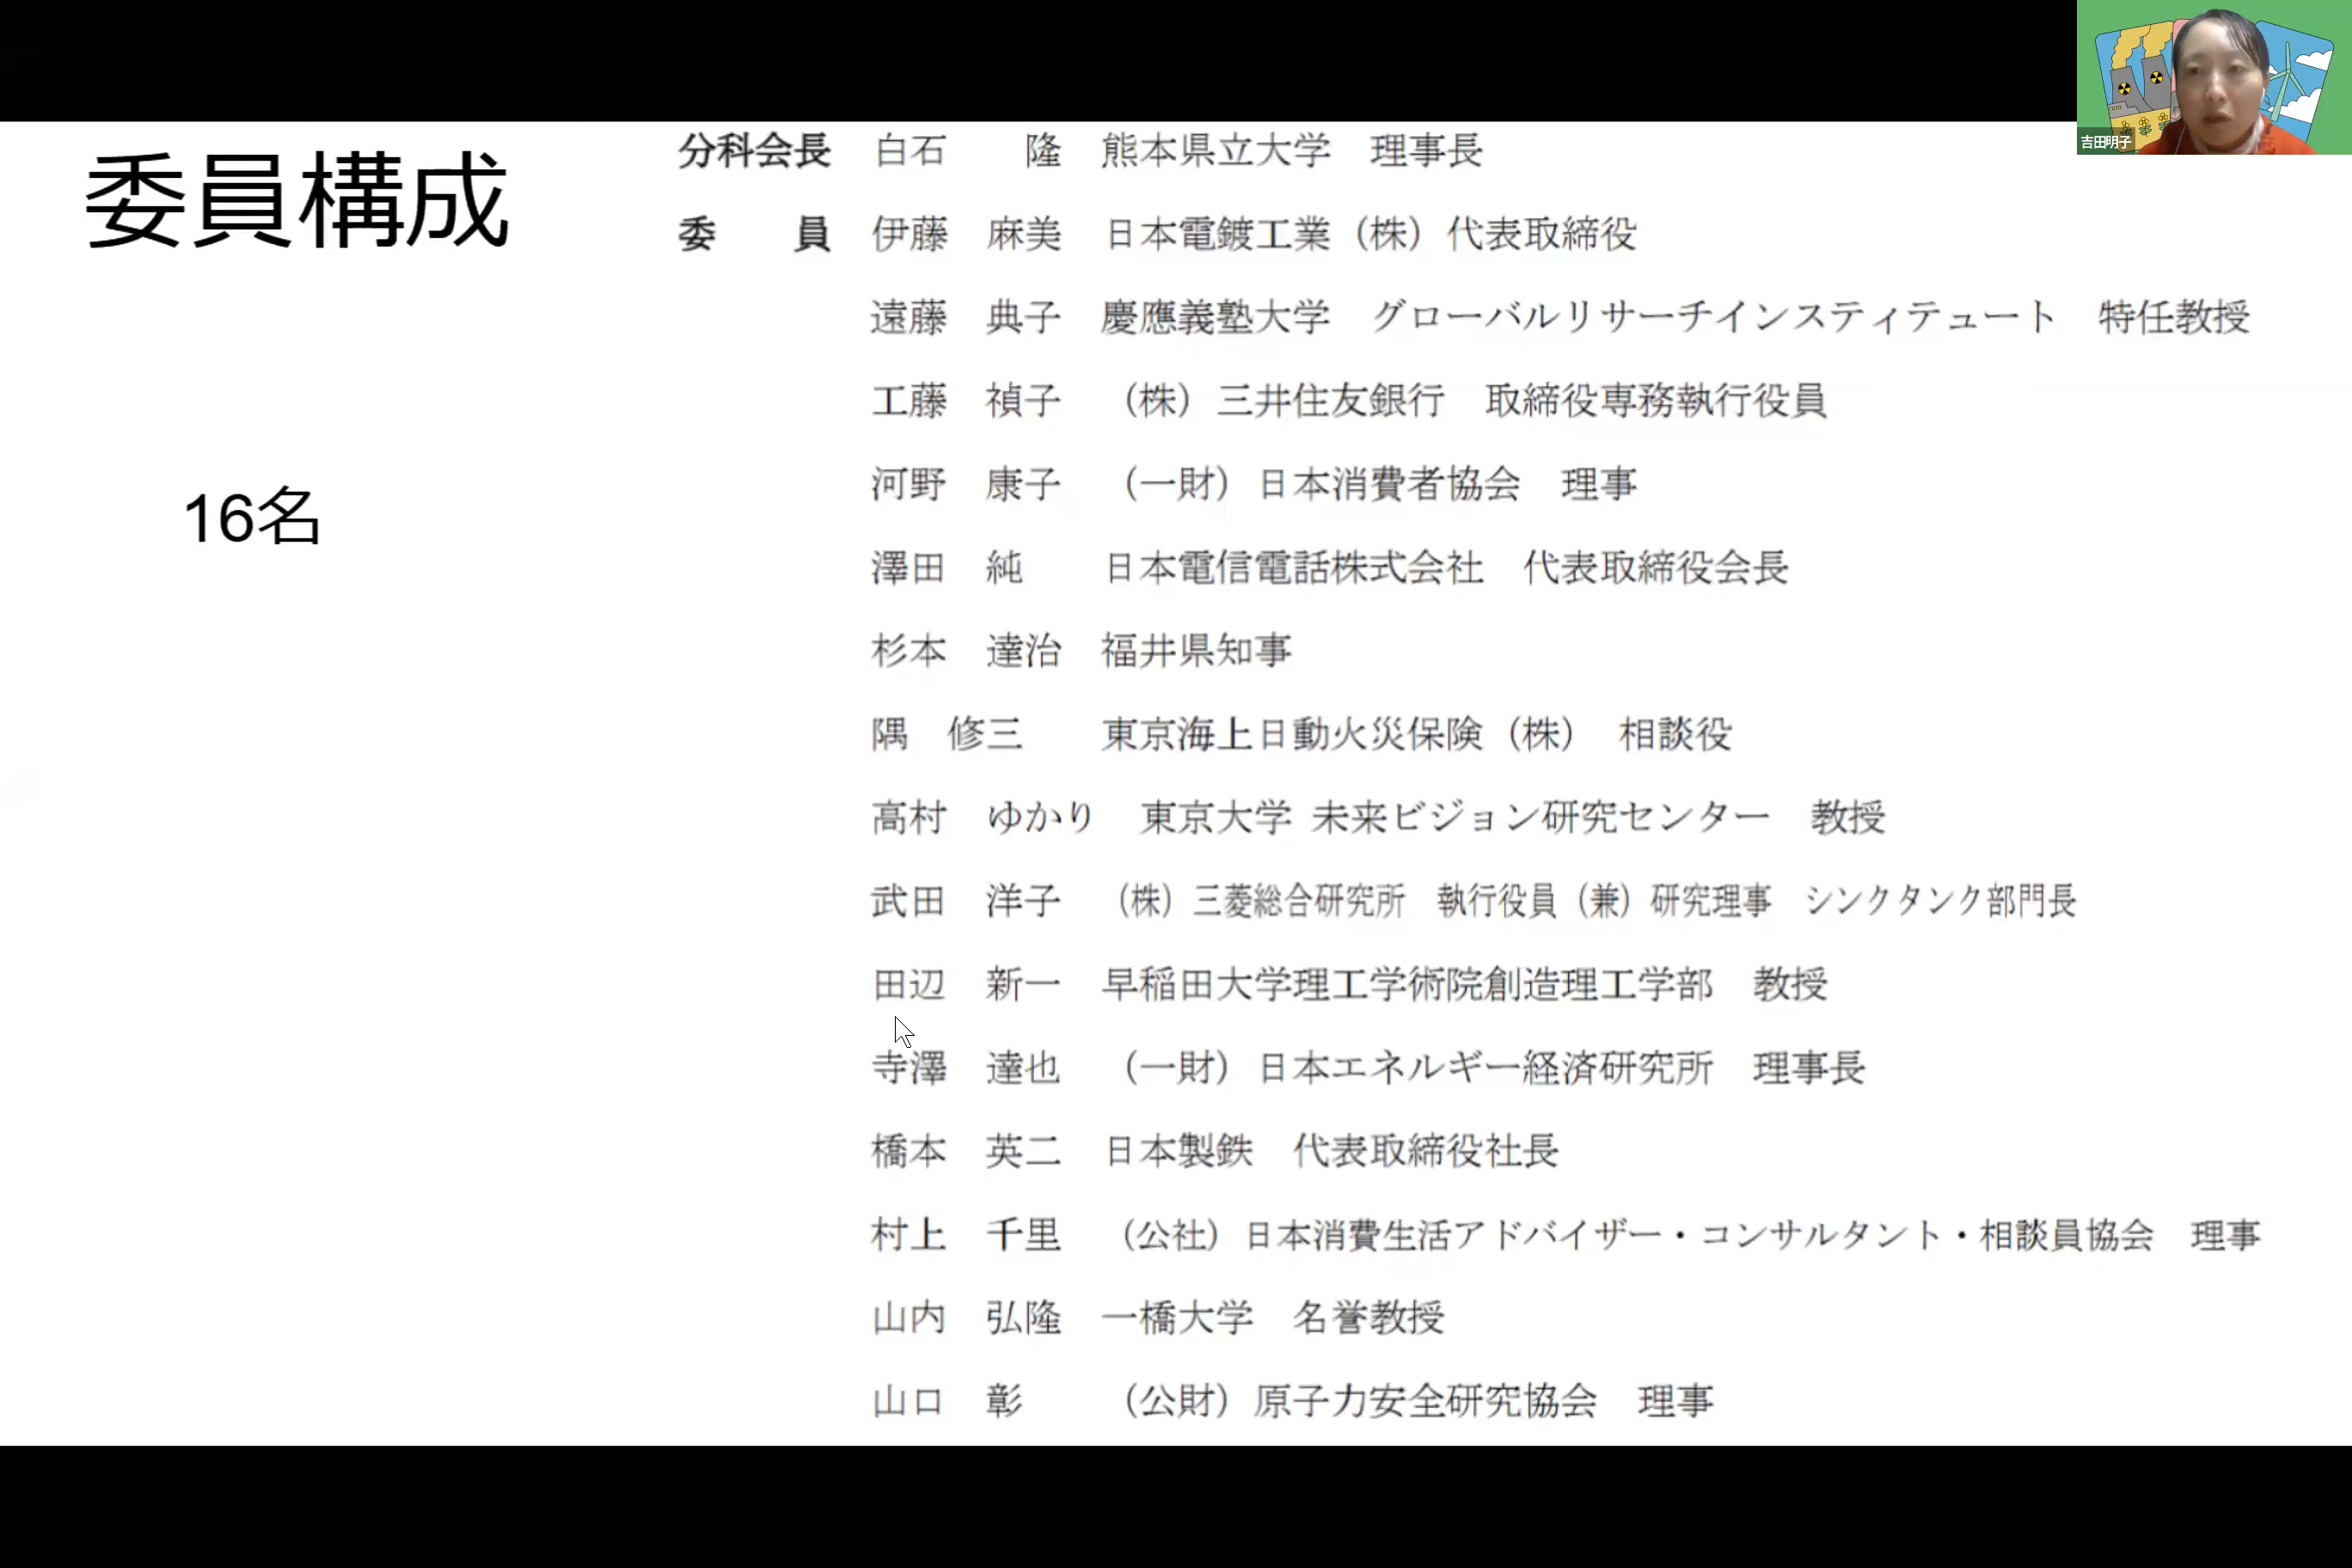 委員構成
16名
分科会長 白石 隆 熊本県立大学 理事長
委 員 伊藤 麻美 日本電鍍工業（株）代表取締役
遠藤 典子 慶應義塾大学 グローバルリサーチインスティテュート 特任教授
工藤 禎子 （株）三井住友銀行 取締役専務執行役員
河野 康子 （一財）日本消費者協会 理事
澤田 純 日本電信電話株式会社 代表取締役会長
杉本 達治 福井県知事
隅 修三 東京海上日動火災保険（株） 相談役
高村 ゆかり 東京大学 未来ビジョン研究センター 教授
武田 洋子 （株）三菱総合研究所 執行役員（兼）研究理事 シンクタンク部門長
田辺 新一 早稲田大学理工学術院創造理工学部 教授
寺澤 達也 （一財）日本エネルギー経済研究所 理事長
橋本 英二 日本製鉄 代表取締役社長
村上 千里 （公社）日本消費生活アドバイザー・コンサルタント・相談員協会 理事
山内 弘隆 一橋大学 名誉教授
山口 彰 （公財）原子力安全研究協会 理事
吉田明子